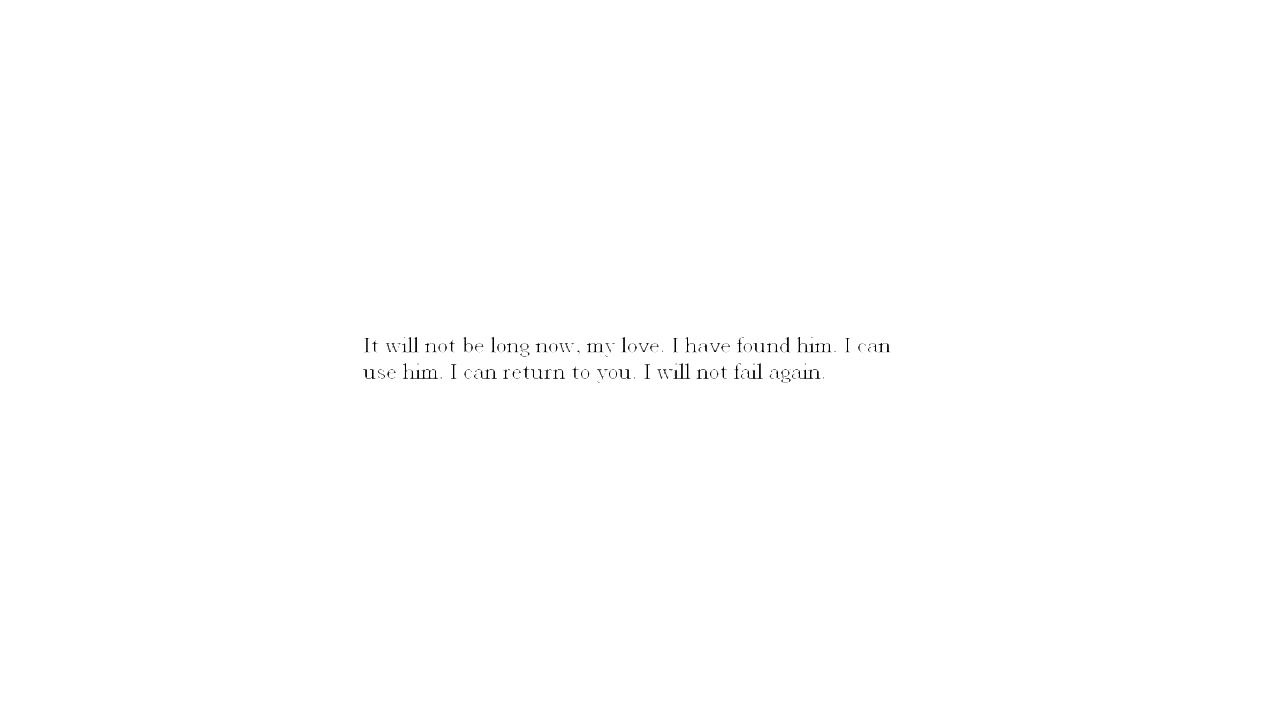 It will not be long now, my love. I have found him. I can
use him. I can return to you. I will not fail again.